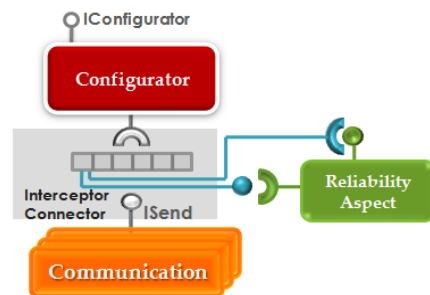 IConfigurator
Configurator
Interceptor
Connector
ISend
Reliability
Aspect
Communication